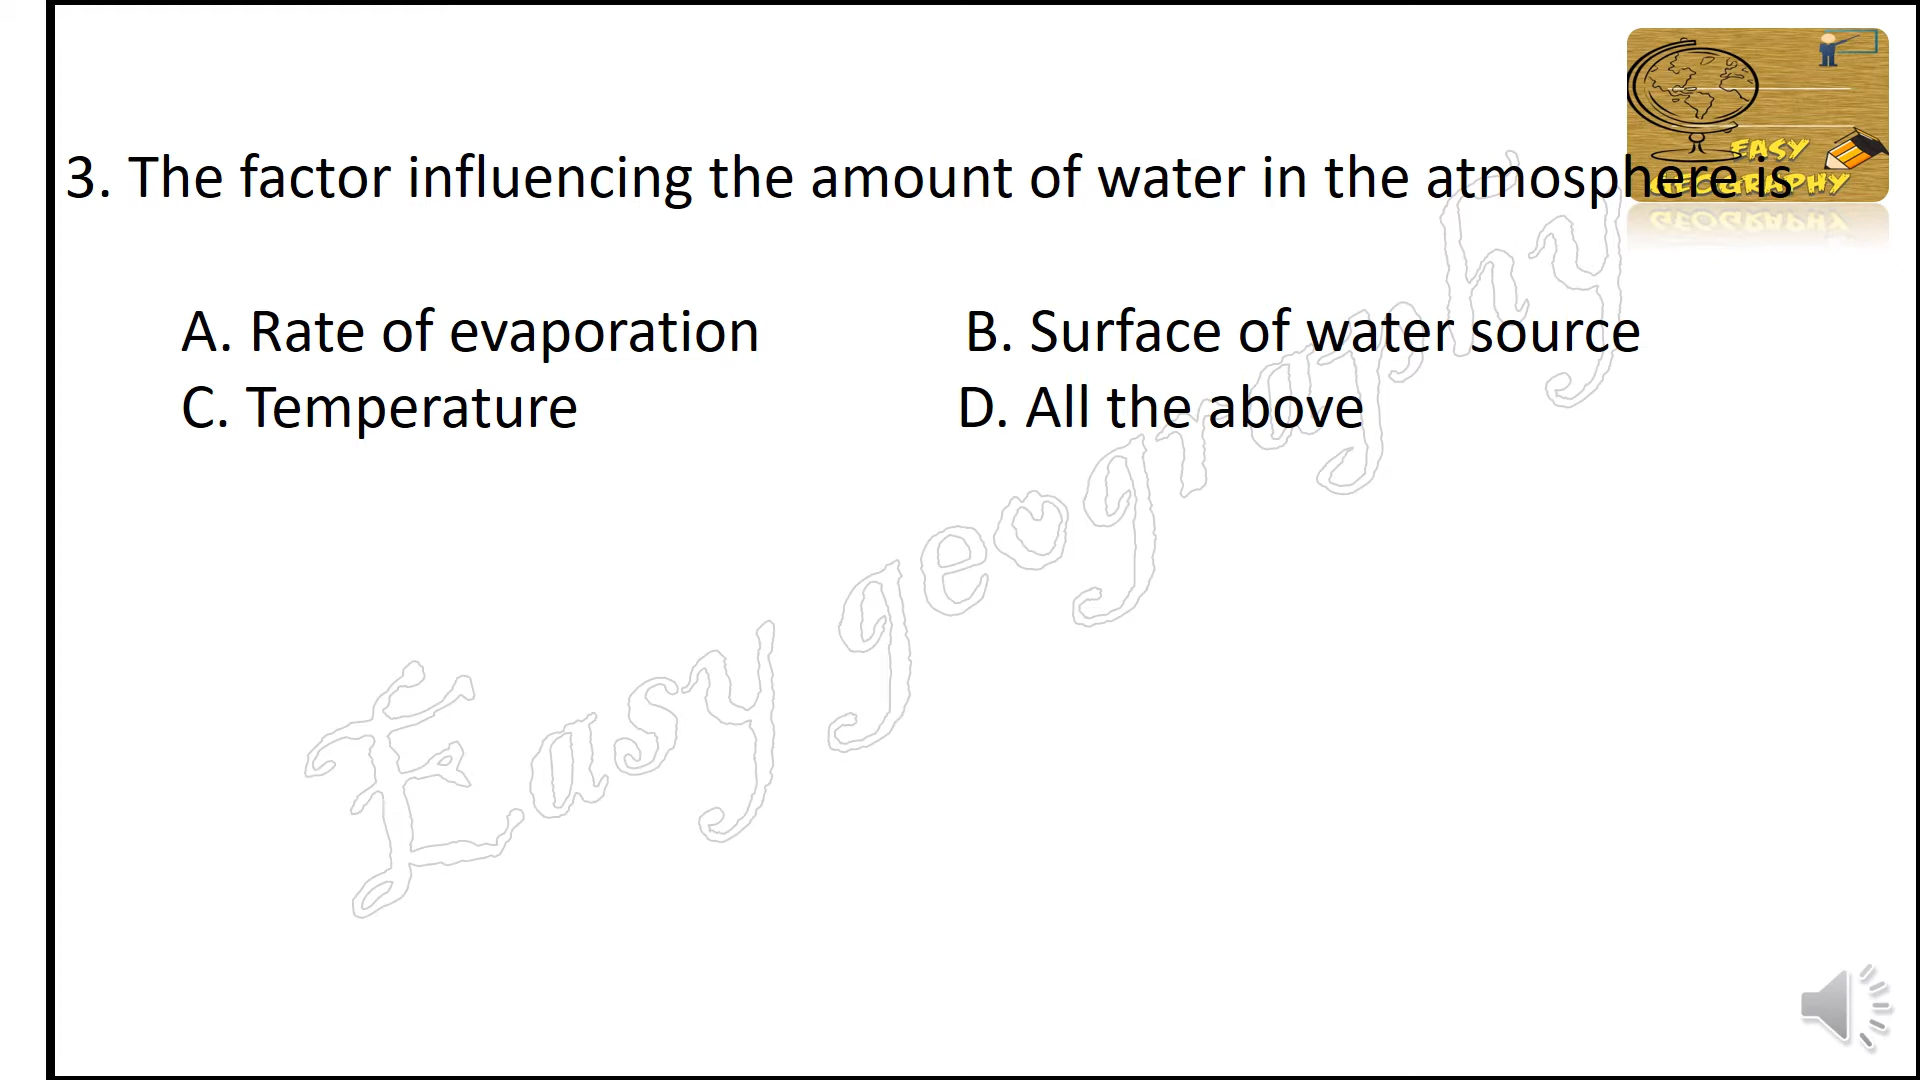 EASY
GEOGRAPHY
3. The factor influencing the amount of water in the atmosphere is
A. Rate of evaporation B. Surface of water source
C. Temperature D. All the above
Easy geography